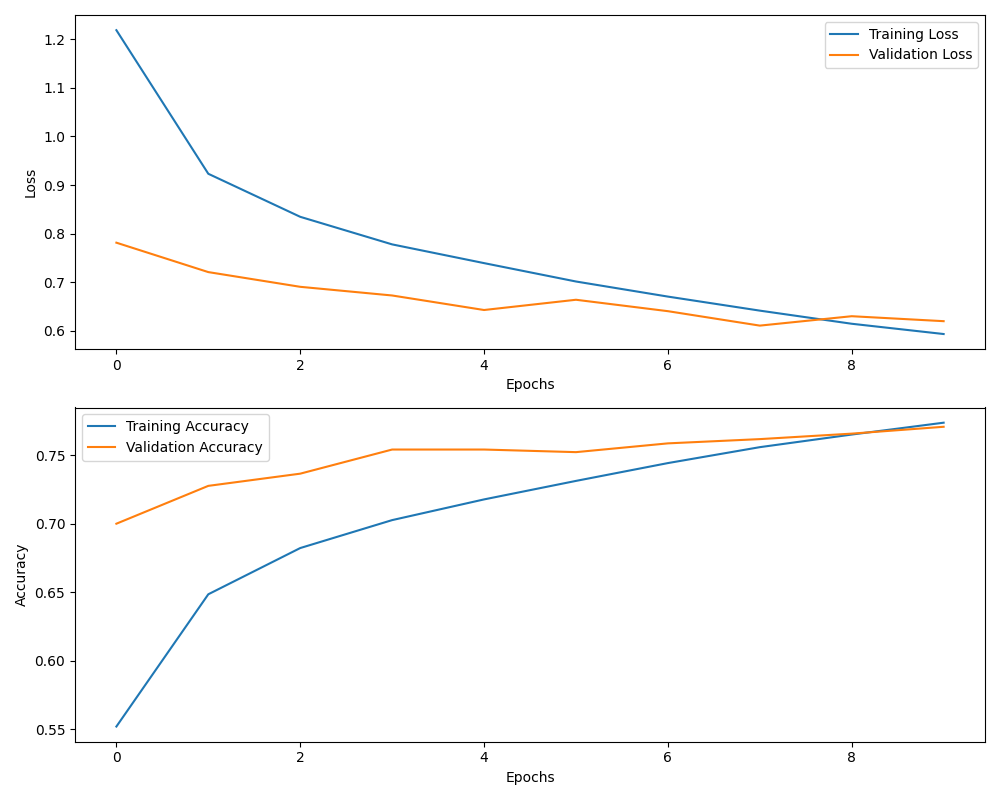 1.2
1.1
1.0
0.9
0.8
0.7
0.6
Loss
Training Loss
Validation Loss
0 2 4 6 8
Epochs
0.75
0.70
0.65
0.60
0.55
Accuracy
Training Accuracy
Validation Accuracy
0 2 4 6 8
Epochs